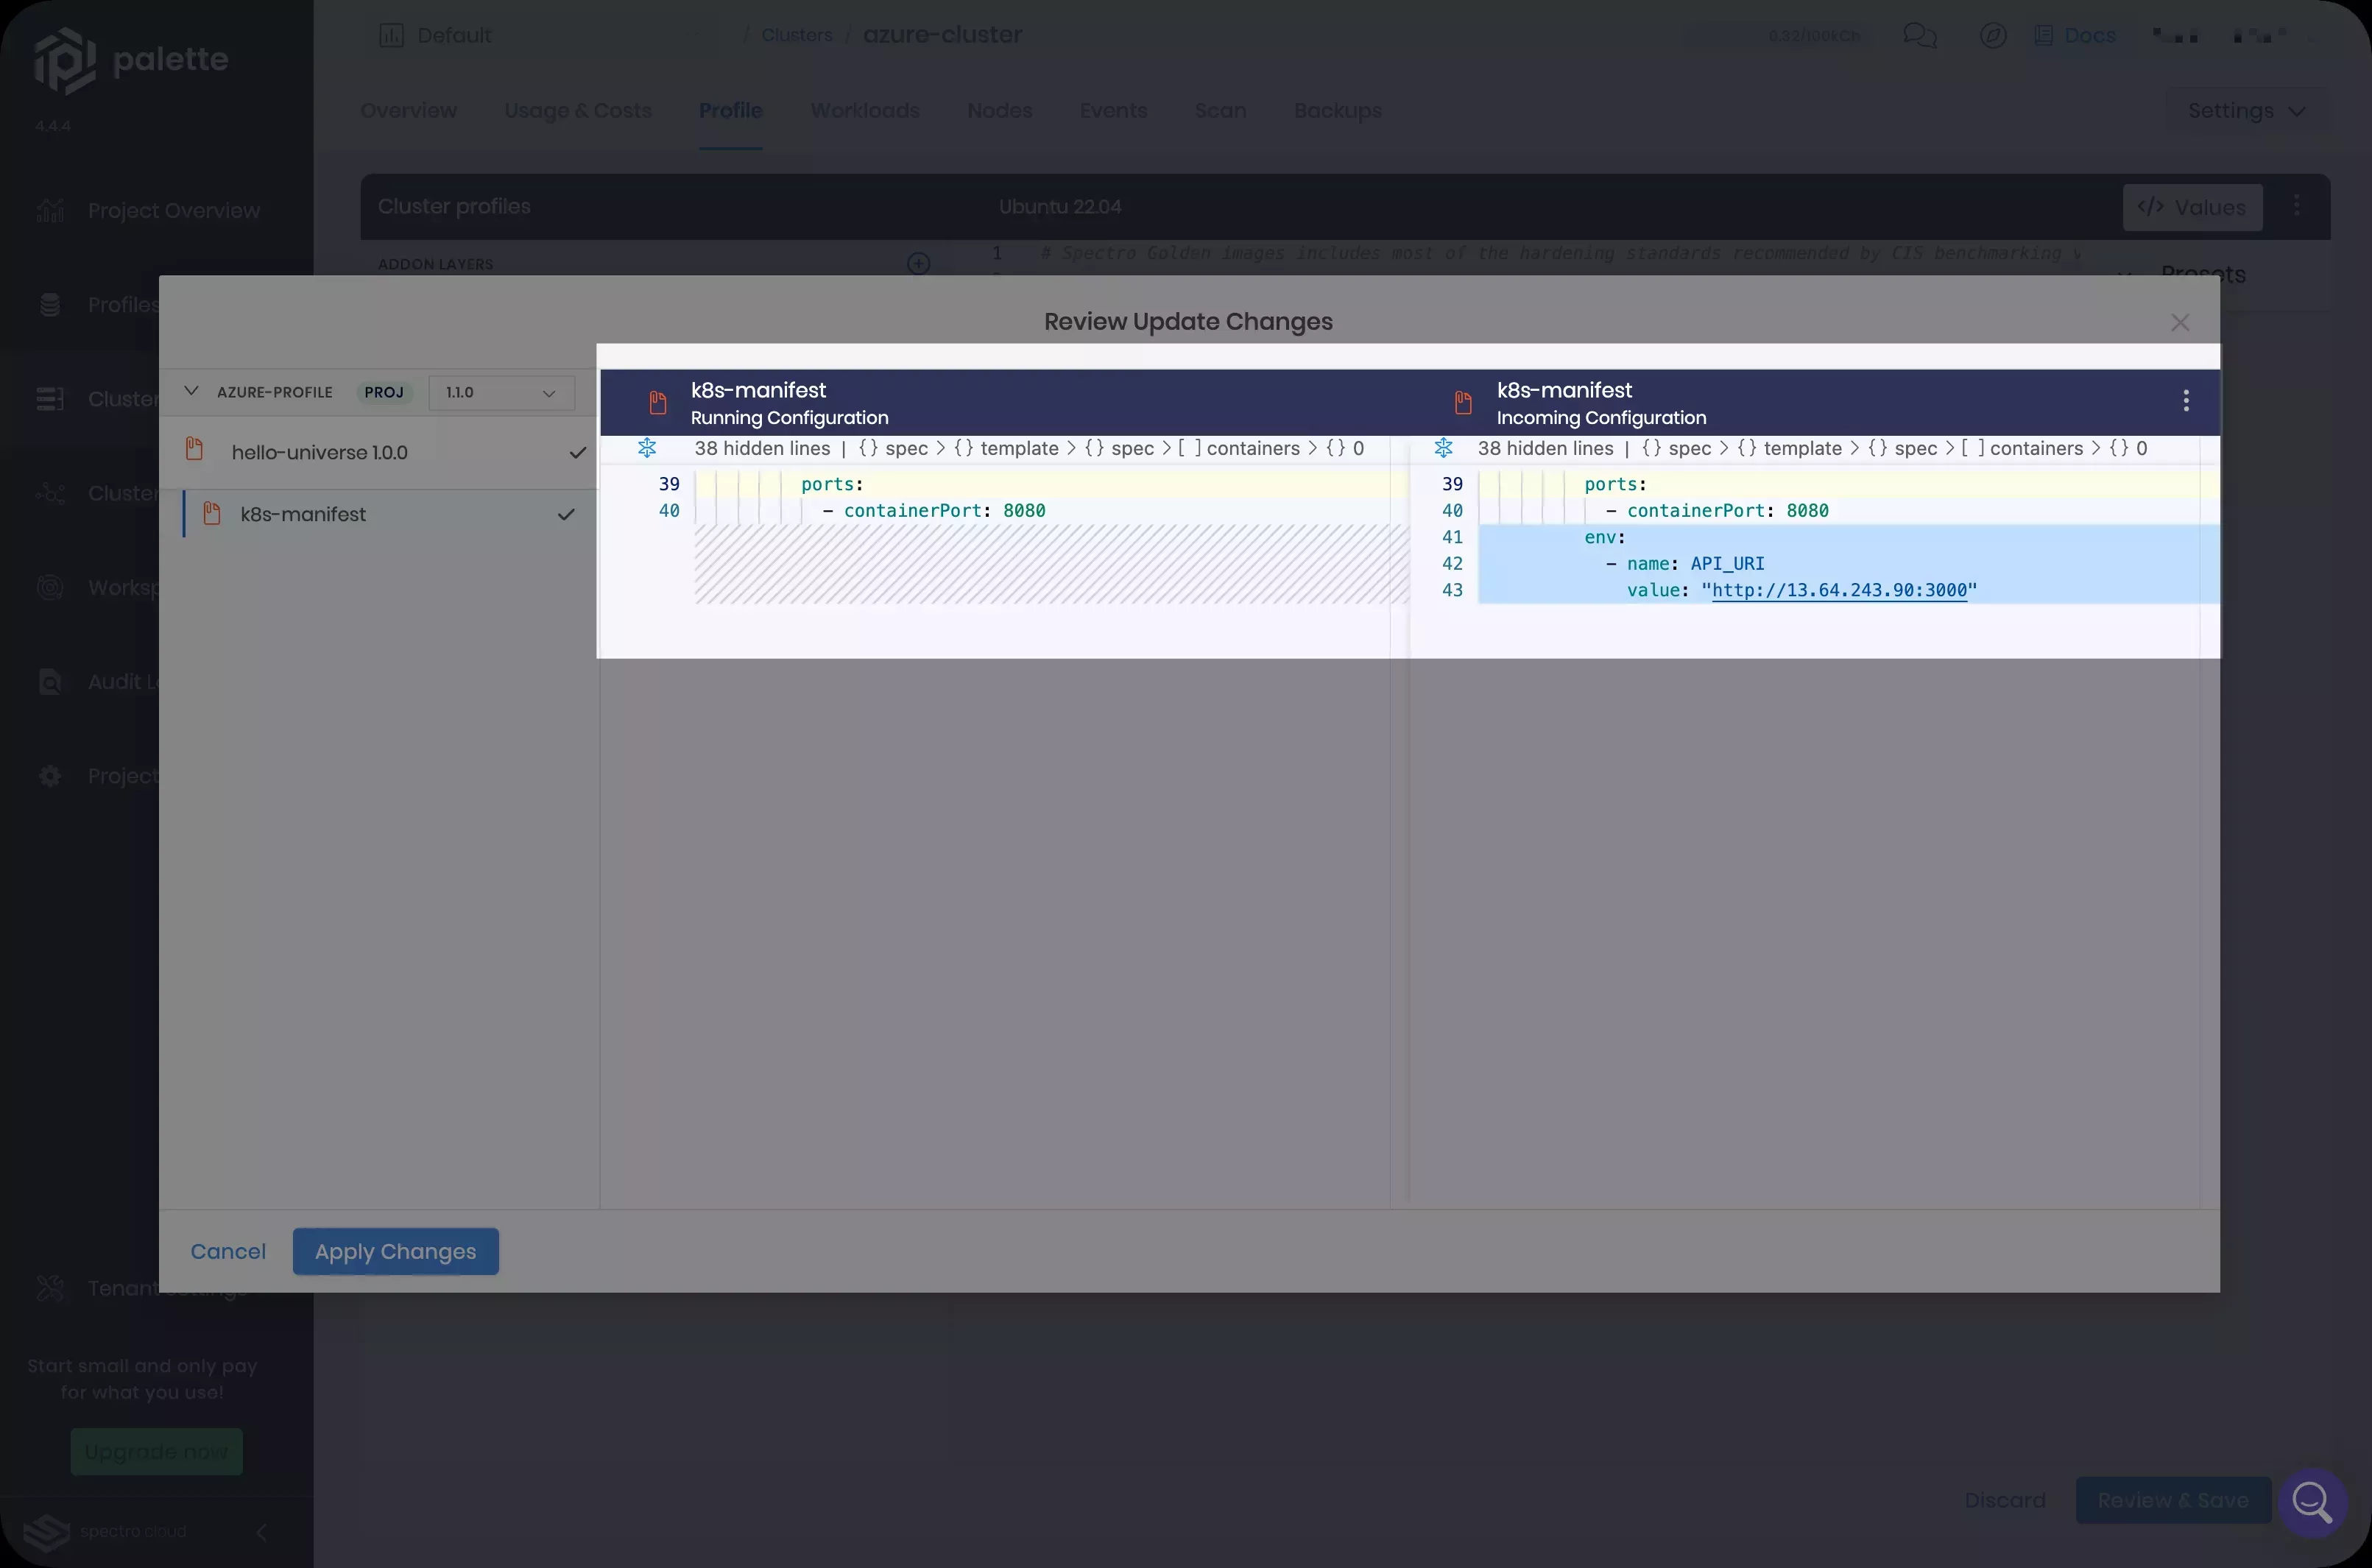 palette
4.4.4
Default
/ Clusters / azure-cluster
0.32/100kCh
Docs
Overview
Usage & Costs
Profile
Workloads
Nodes
Events
Scan
Backups
Settings
Project Overview
Profiles
Cluster
Cluster
Worksp
Audit Lo
Project
Tenant Settings
Cluster profiles
Ubuntu 22.04
</> Values
ADDON LAYERS
1 # Spectro Golden images includes most of the hardening standards recommended by CIS benchmarking v
Presets
Review Update Changes
AZURE-PROFILE PROJ 1.1.0
hello-universe 1.0.0
k8s-manifest
k8s-manifest
Running Configuration
38 hidden lines | {} spec > {} template > {} spec > [ ] containers > {} 0
39 ports:
40 - containerPort: 8080
k8s-manifest
Incoming Configuration
38 hidden lines | {} spec > {} template > {} spec > [ ] containers > {} 0
39 ports:
40 - containerPort: 8080
41 env:
42 - name: API_URI
43 value: "http://13.64.243.90:3000"
Cancel
Apply Changes
Start small and only pay
for what you use!
Upgrade now
spectro cloud
Discard
Review & Save